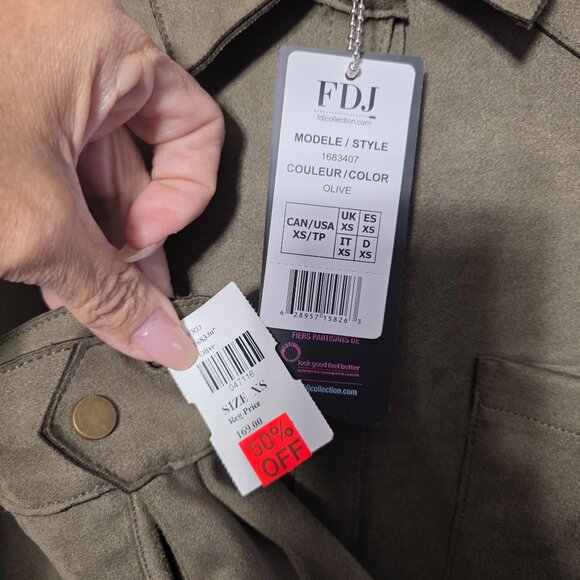 FDJ
fdjcollection.com
MODELE / STYLE
1683407
COULEUR/COLOR
OLIVE
CAN/USA
XS/TP
UK
XS
ES
XS
IT
XS
D
XS
6 28957 15826 3
FIERS PARTISANS DE
look good feel better
fdjcollection.com
Olive
047116
SIZE XS
Reg Price
169.00
50%
OFF